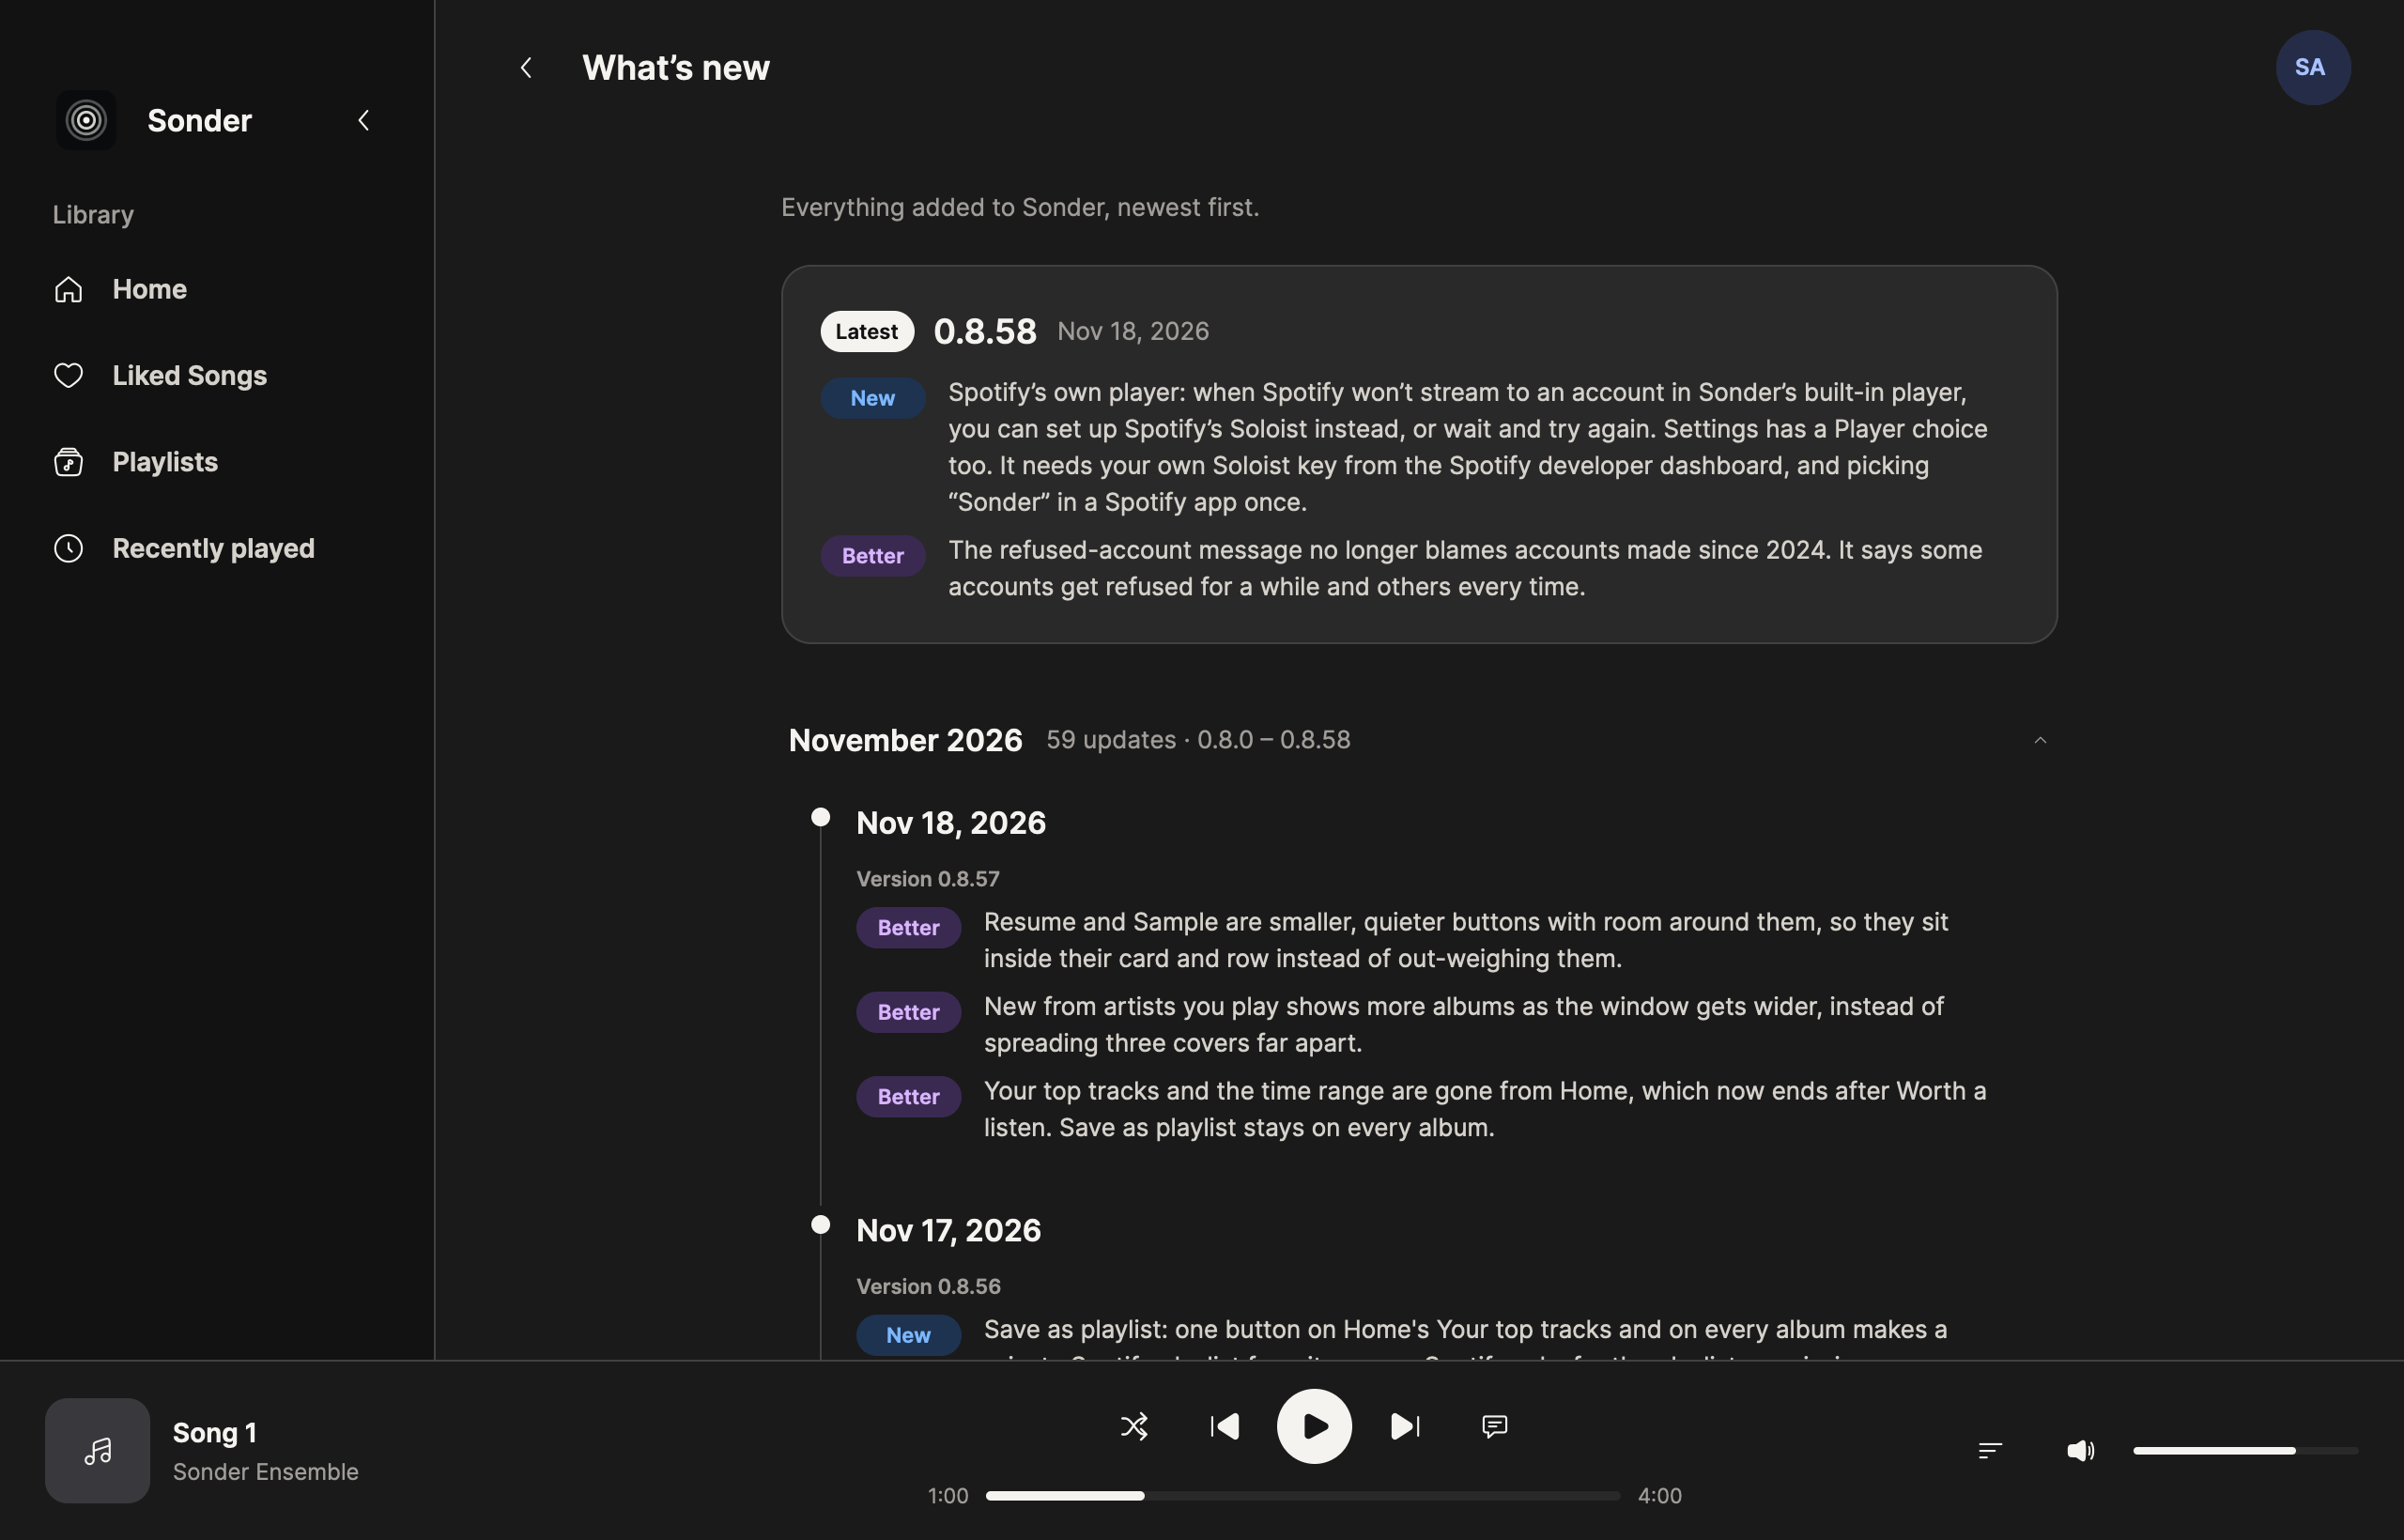 Sonder
Library
Home
Liked Songs
Playlists
Recently played
What’s new
SA
Everything added to Sonder, newest first.
Latest 0.8.58 Nov 18, 2026
New Spotify’s own player: when Spotify won’t stream to an account in Sonder’s built-in player,
you can set up Spotify’s Soloist instead, or wait and try again. Settings has a Player choice
too. It needs your own Soloist key from the Spotify developer dashboard, and picking
“Sonder” in a Spotify app once.
Better The refused-account message no longer blames accounts made since 2024. It says some
accounts get refused for a while and others every time.
November 2026 59 updates · 0.8.0 – 0.8.58
Nov 18, 2026
Version 0.8.57
Better Resume and Sample are smaller, quieter buttons with room around them, so they sit
inside their card and row instead of out-weighing them.
Better New from artists you play shows more albums as the window gets wider, instead of
spreading three covers far apart.
Better Your top tracks and the time range are gone from Home, which now ends after Worth a
listen. Save as playlist stays on every album.
Nov 17, 2026
Version 0.8.56
New Save as playlist: one button on Home's Your top tracks and on every album makes a
Song 1
Sonder Ensemble
1:00
4:00